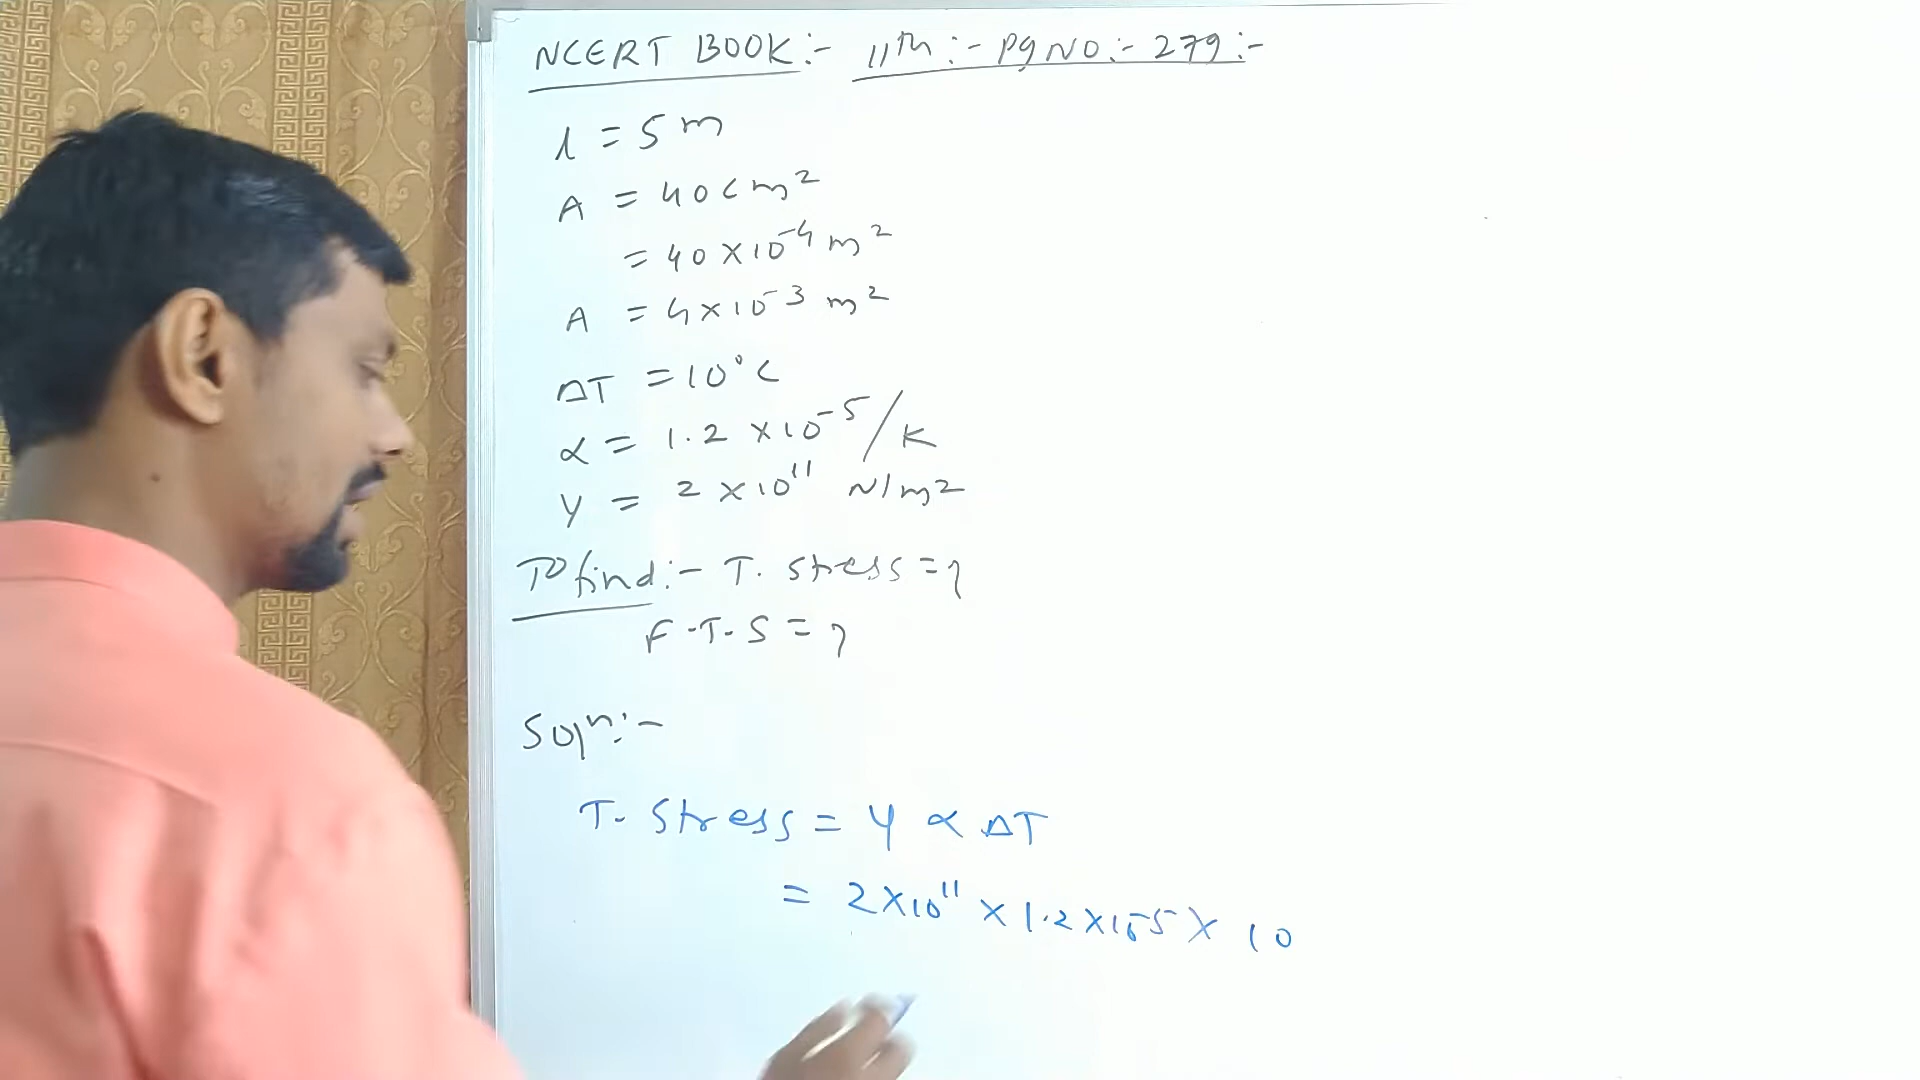 NCERT BOOK:- 11th:- Pg NO:- 279:-
l = 5 m
A = 40 cm²
= 40 × 10⁻⁴ m²
A = 4 × 10⁻³ m²
ΔT = 10°C
α = 1.2 × 10⁻⁵ / K
Y = 2 × 10¹¹ N/m²
To find:- T. Stress = ?
F.T.S = ?
Solⁿ:-
T. Stress = Y α ΔT
= 2 × 10¹¹ × 1.2 × 10⁻⁵ × 10